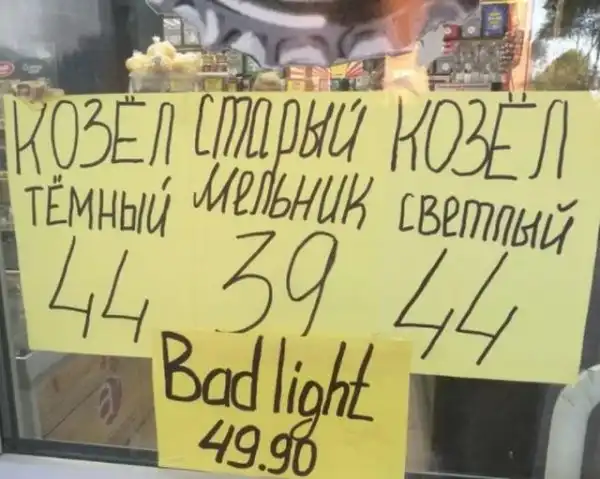 КОЗЁЛ
ТЁМНЫЙ
44
Старый
мельник
39
КОЗЁЛ
светлый
44
Bad light
49.90